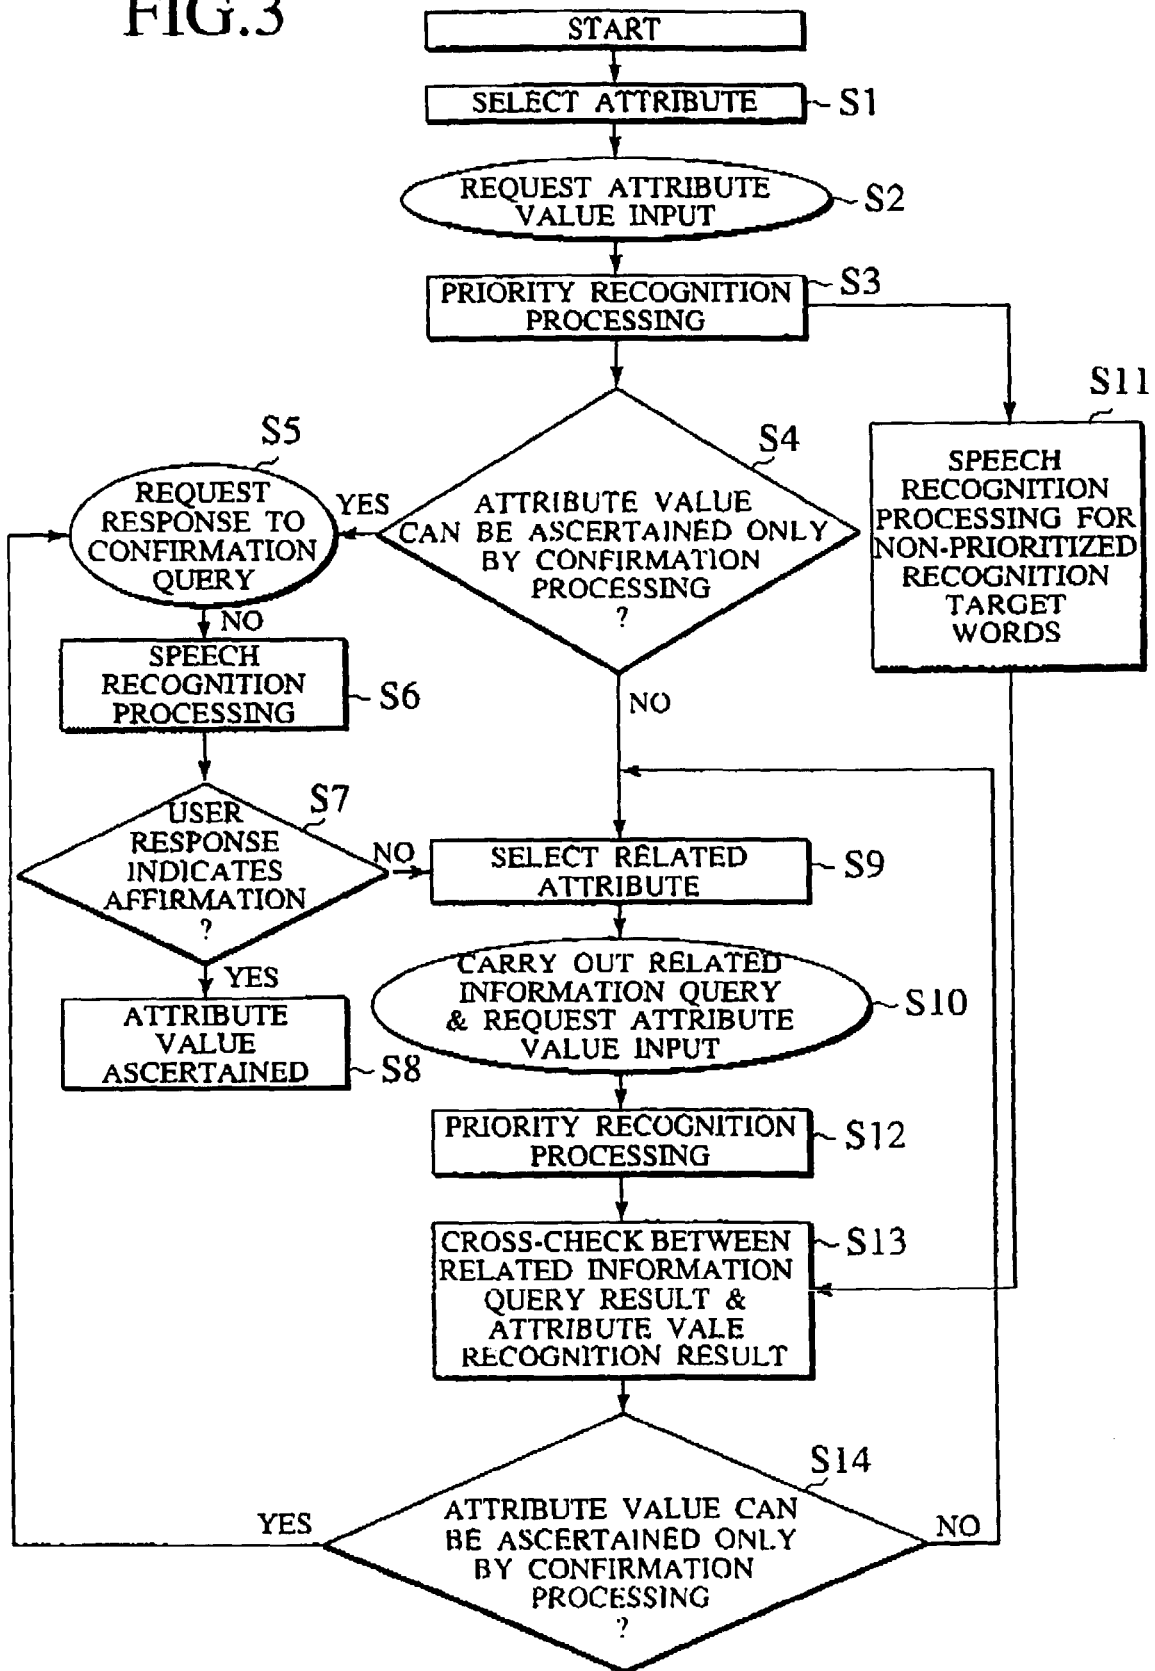 FIG.3
START
SELECT ATTRIBUTE
S1
REQUEST ATTRIBUTE
VALUE INPUT
S2
PRIORITY RECOGNITION
PROCESSING
S3
S4
ATTRIBUTE VALUE
CAN BE ASCERTAINED ONLY
BY CONFIRMATION
PROCESSING
?
YES
NO
S5
REQUEST
RESPONSE TO
CONFIRMATION
QUERY
NO
SPEECH
RECOGNITION
PROCESSING
S6
S7
USER
RESPONSE
INDICATES
AFFIRMATION
?
NO
YES
ATTRIBUTE
VALUE
ASCERTAINED
S8
S11
SPEECH
RECOGNITION
PROCESSING FOR
NON-PRIORITIZED
RECOGNITION
TARGET
WORDS
SELECT RELATED
ATTRIBUTE
S9
CARRY OUT RELATED
INFORMATION QUERY
& REQUEST ATTRIBUTE
VALUE INPUT
S10
PRIORITY RECOGNITION
PROCESSING
S12
CROSS-CHECK BETWEEN
RELATED INFORMATION
QUERY RESULT &
ATTRIBUTE VALE
RECOGNITION RESULT
S13
S14
ATTRIBUTE VALUE CAN
BE ASCERTAINED ONLY
BY CONFIRMATION
PROCESSING
?
YES
NO